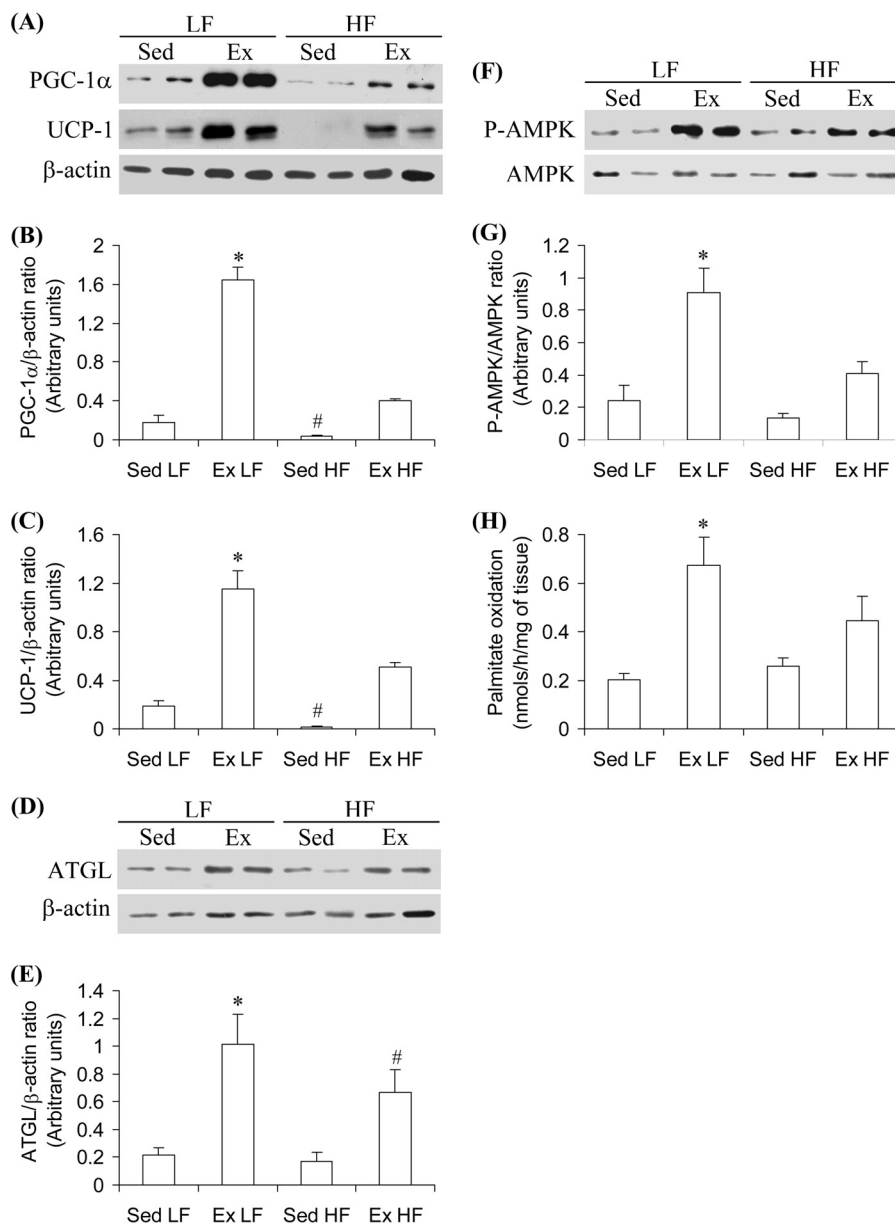 (A)
LF HF
Sed Ex Sed Ex
PGC-1α
UCP-1
β-actin
(B)
PGC-1α/β-actin ratio
(Arbitrary units)
2
1.6
1.2
0.8
0.4
0
*
#
Sed LF Ex LF Sed HF Ex HF
(C)
UCP-1/β-actin ratio
(Arbitrary units)
1.6
1.2
0.8
0.4
0
*
#
Sed LF Ex LF Sed HF Ex HF
(D)
LF HF
Sed Ex Sed Ex
ATGL
β-actin
(E)
ATGL/β-actin ratio
(Arbitrary units)
1.4
1.2
1
0.8
0.6
0.4
0.2
0
*
#
Sed LF Ex LF Sed HF Ex HF
(F)
LF HF
Sed Ex Sed Ex
P-AMPK
AMPK
(G)
P-AMPK/AMPK ratio
(Arbitrary units)
1.2
1
0.8
0.6
0.4
0.2
0
*
Sed LF Ex LF Sed HF Ex HF
(H)
Palmitate oxidation
(nmols/h/mg of tissue)
0.8
0.6
0.4
0.2
0
*
Sed LF Ex LF Sed HF Ex HF